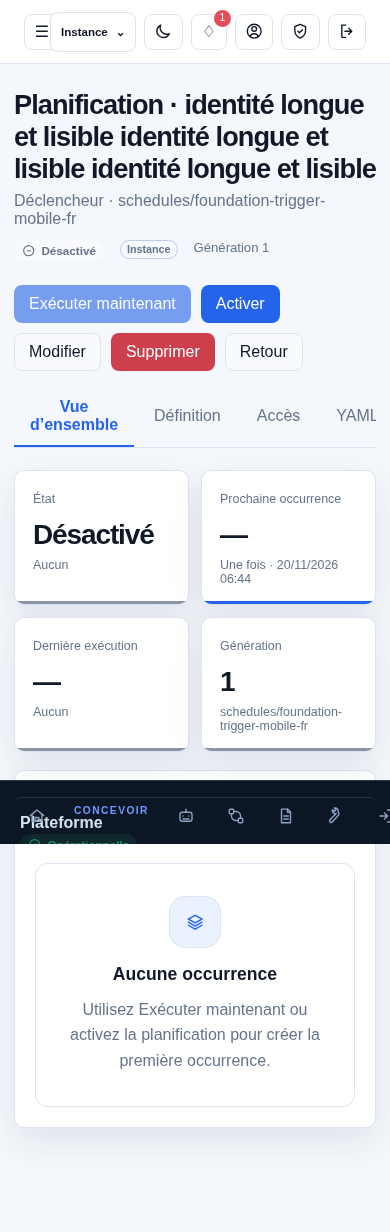 Instance
1
Planification · identité longue
et lisible identité longue et
lisible identité longue et lisible
Déclencheur · schedules/foundation-trigger-
mobile-fr
Désactivé
Instance
Génération 1
Exécuter maintenant
Activer
Modifier
Supprimer
Retour
Vue
d’ensemble
Définition
Accès
YAML
État
Désactivé
Aucun
Prochaine occurrence
—
Une fois · 20/11/2026
06:44
Dernière exécution
—
Aucun
Génération
1
schedules/foundation-
trigger-mobile-fr
CONCEVOIR
Plateforme
Opérationnelle
Aucune occurrence
Utilisez Exécuter maintenant ou
activez la planification pour créer la
première occurrence.